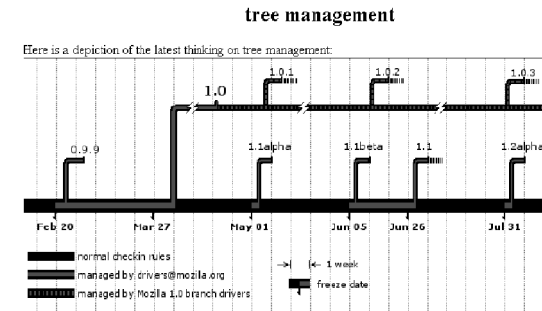 tree management
Here is a depiction of the latest thinking on tree management:
1.0.1 1.0.2 1.0.3
1.0
0.9.9 1.1alpha 1.1beta 1.1 1.2alpha
Feb 20 Mar 27 May 01 Jun 05 Jun 26 Jul 31
normal checkin rules
managed by drivers@mozilla.org
managed by Mozilla 1.0 branch drivers
1 week
freeze date